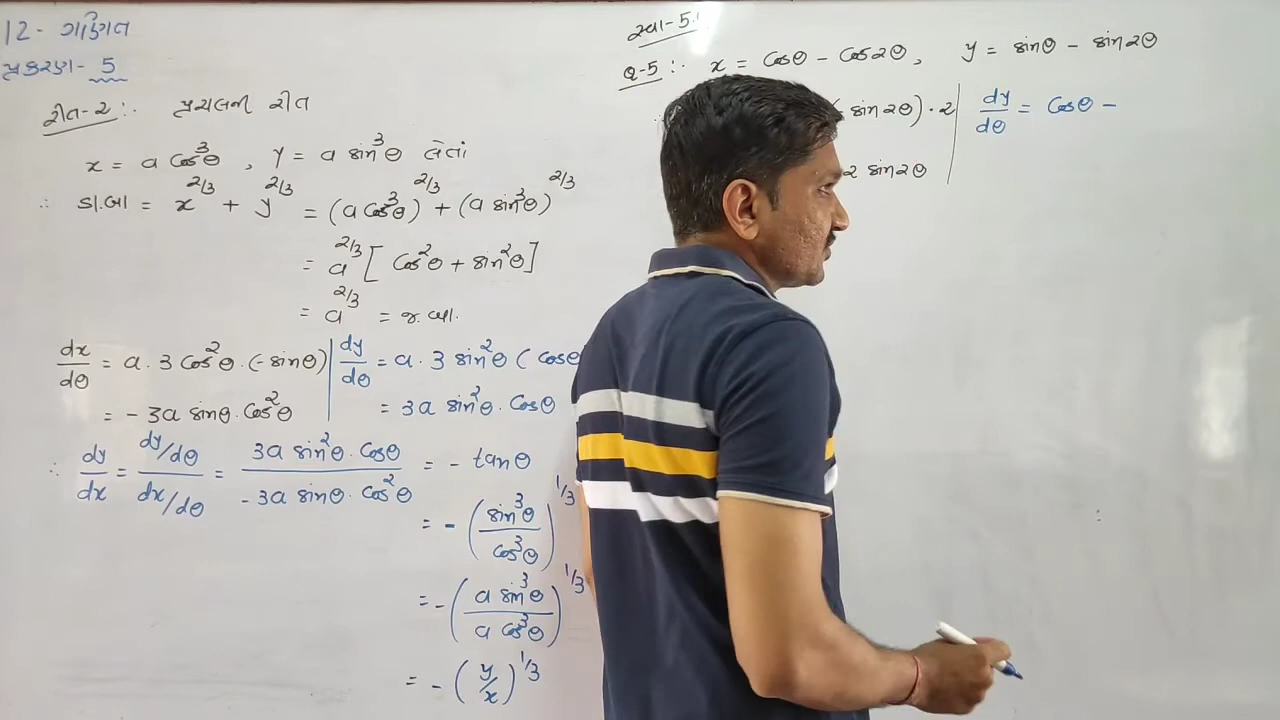 12 - ગણિત
પ્રકરણ - 5
રીત-૨ :- પ્રચલની રીત
x = a cos³θ , y = a sin³θ લેતાં
∴ ડા.બા = x^2/3 + y^2/3 = (a cos³θ)^2/3 + (a sin³θ)^2/3
= a^2/3 [ cos²θ + sin²θ ]
= a^2/3 = જ.બા.
dx/dθ = a · 3 cos²θ · (-sinθ) | dy/dθ = a · 3 sin²θ ( cosθ
= - 3a sinθ · cos²θ | = 3a sin²θ · cosθ
∴ dy/dx = (dy/dθ)/(dx/dθ) = (3a sin²θ · cosθ)/(-3a sinθ · cos²θ) = - tanθ
= - (sin³θ/cos³θ)^1/3
= - (a sin³θ/a cos³θ)^1/3
= - (y/x)^1/3
સ્વા-5.1
Q-5 :- x = cosθ - cos2θ , y = sinθ - sin2θ
( sin2θ) · 2 | dy/dθ = cosθ -
2 sin2θ